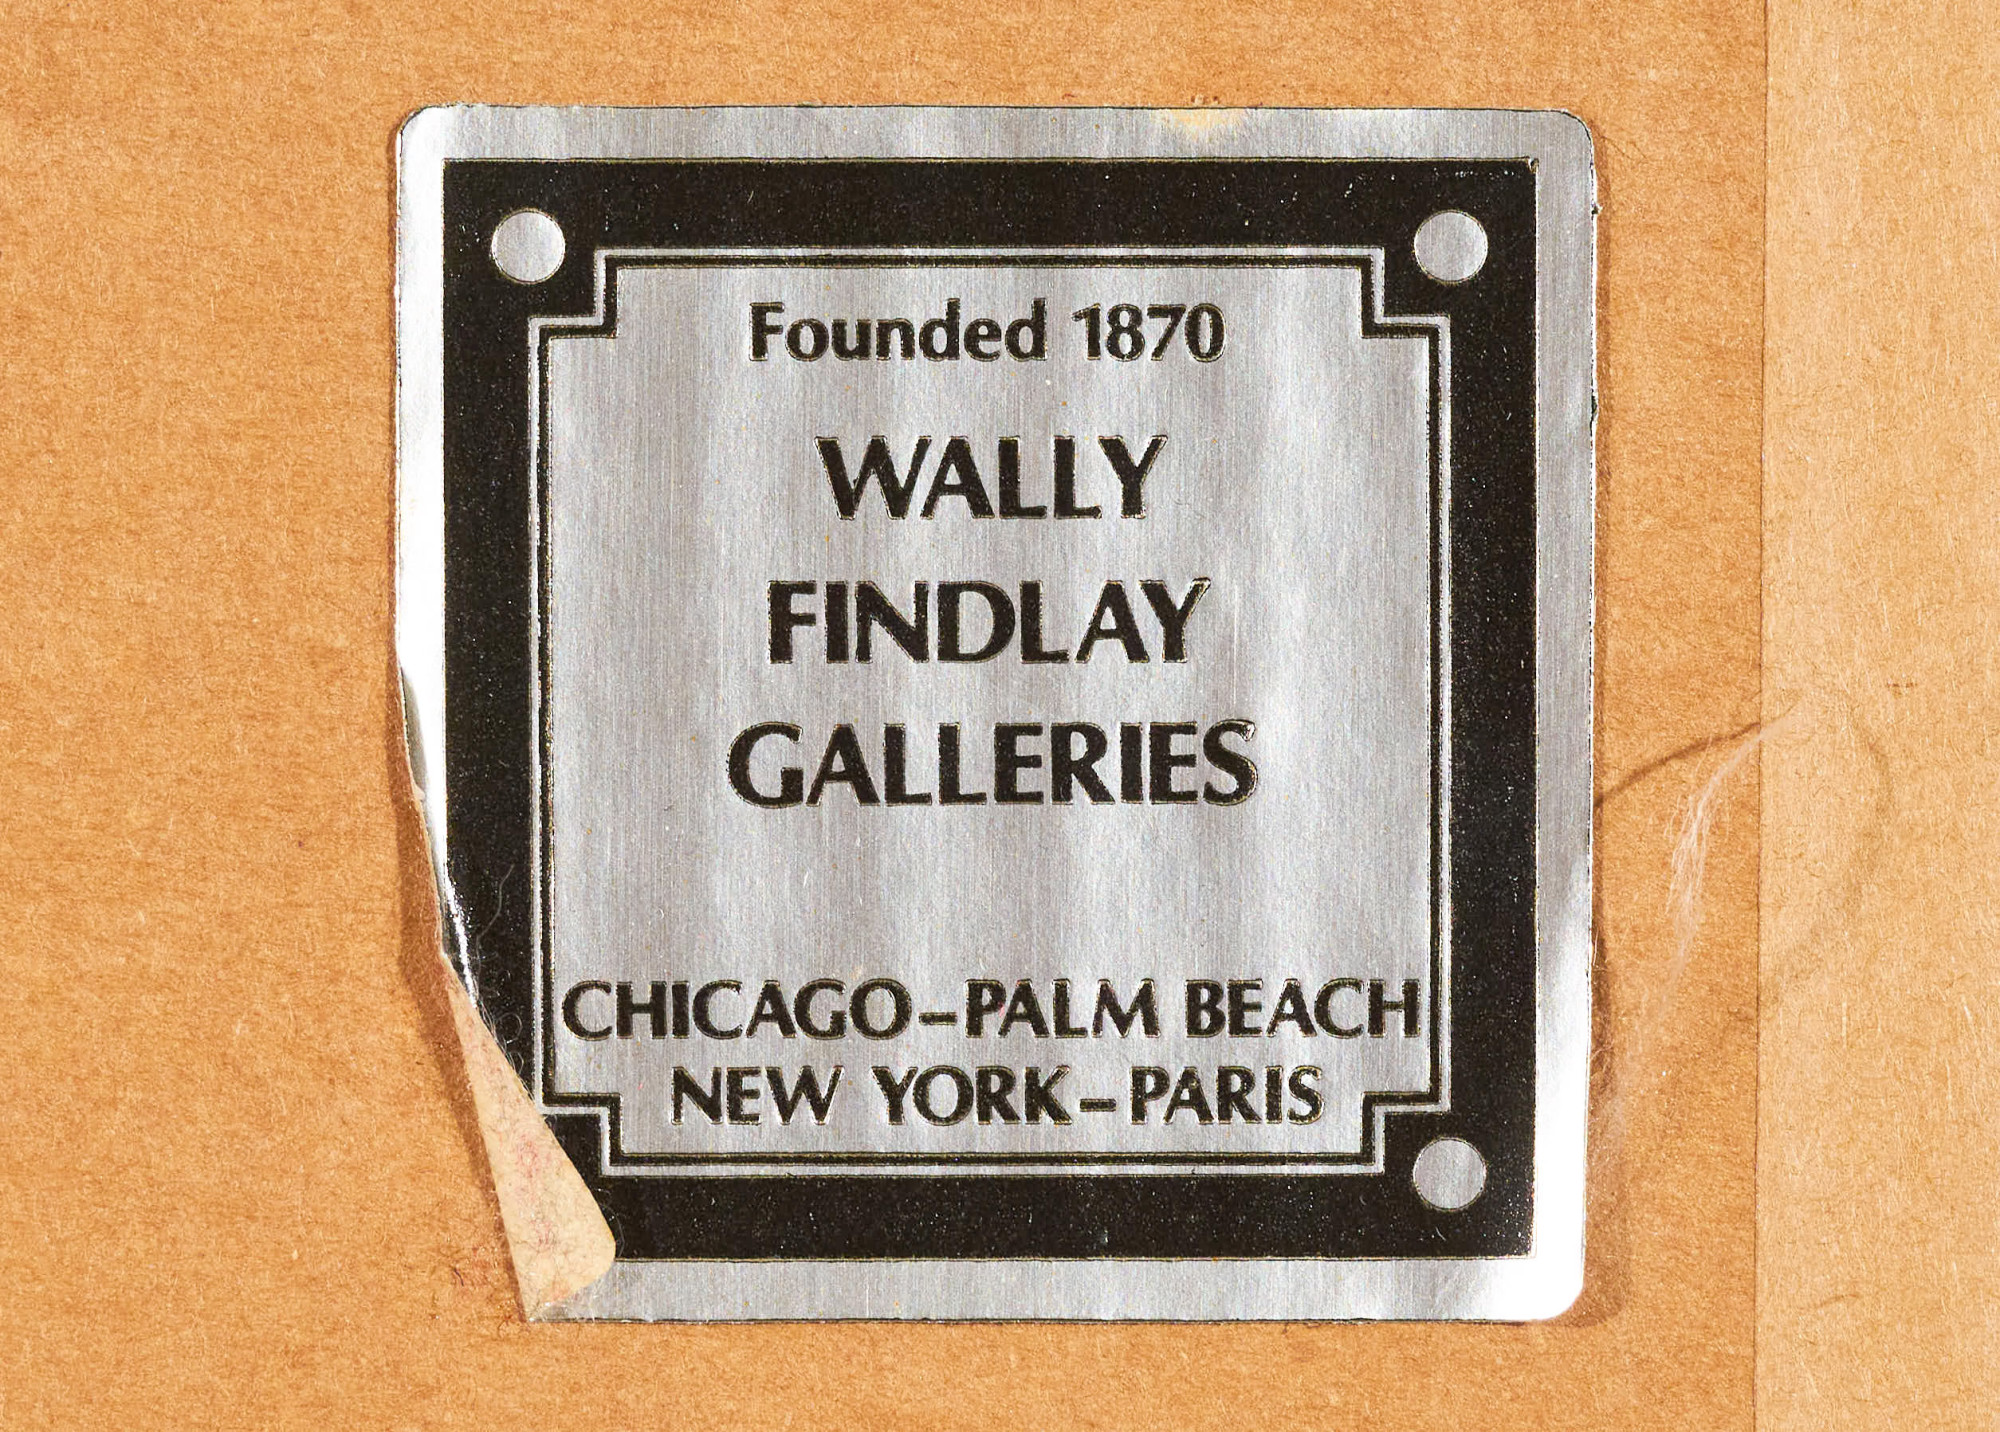 Founded 1870
WALLY
FINDLAY
GALLERIES
CHICAGO–PALM BEACH
NEW YORK–PARIS